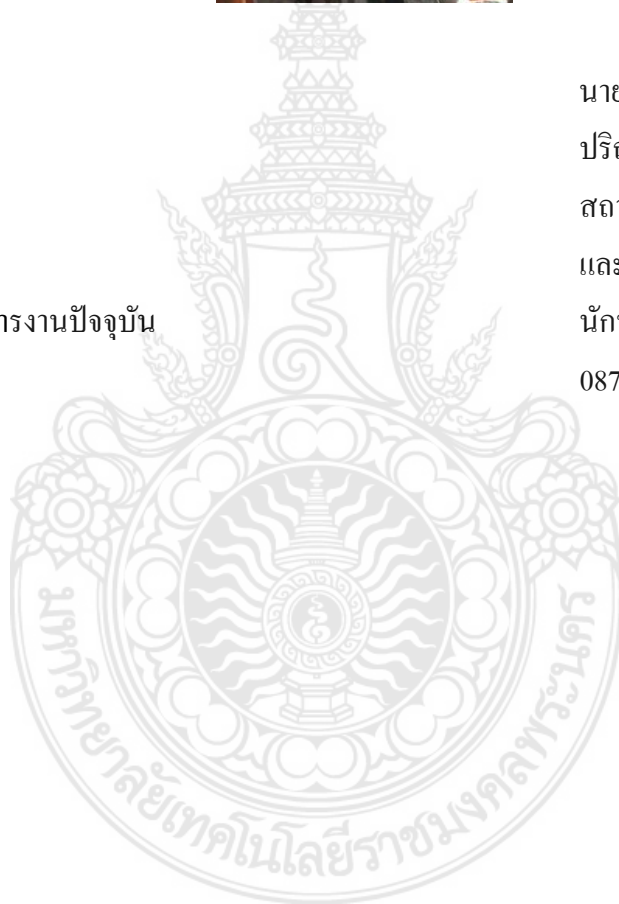 นาย
ปริญ
สถา
และ
ารงานปัจจุบัน
นัก
087
มหาวิทยาลัยเทคโนโลยีราชมงคลพระนคร